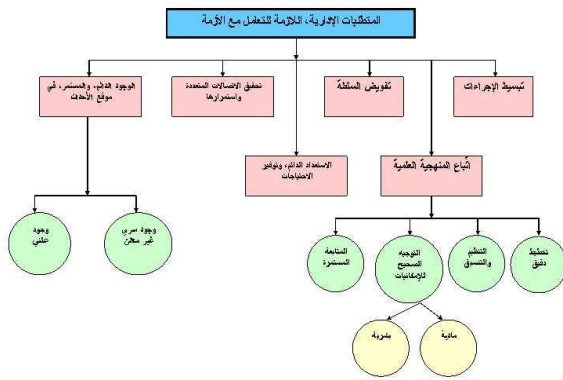 المتطلبات الإدارية، اللازمة للتعامل مع الأزمة
تبسيط الإجراءات
تفويض السلطة
تحقيق الاتصالات المتعددة
واستمرارها
الوجود الدائم، والمستمر، في
موقع الأحداث
اتباع المنهجية العلمية
الاستعداد الدائم، وتوفير
الاحتياجات
تخطيط
دقيق
التنظيم
والتنسيق
التوجيه
الصحيح
للإمكانيات
المتابعة
المستمرة
وجود سري
غير معلن
وجود
علني
مادية
بشرية